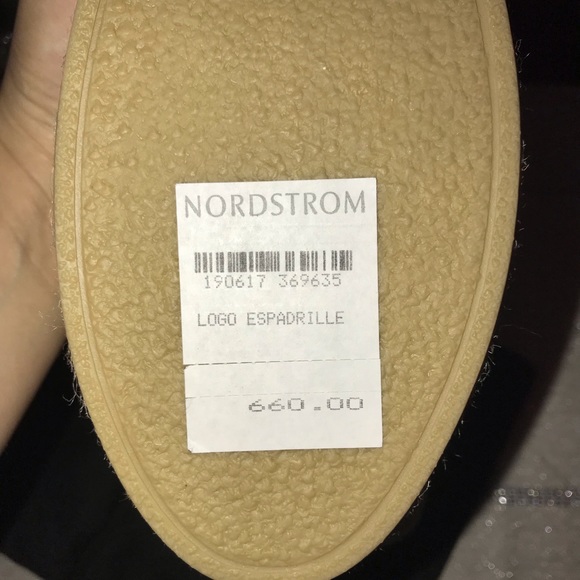 NORDSTROM
190617 369635
LOGO ESPADRILLE
660.00